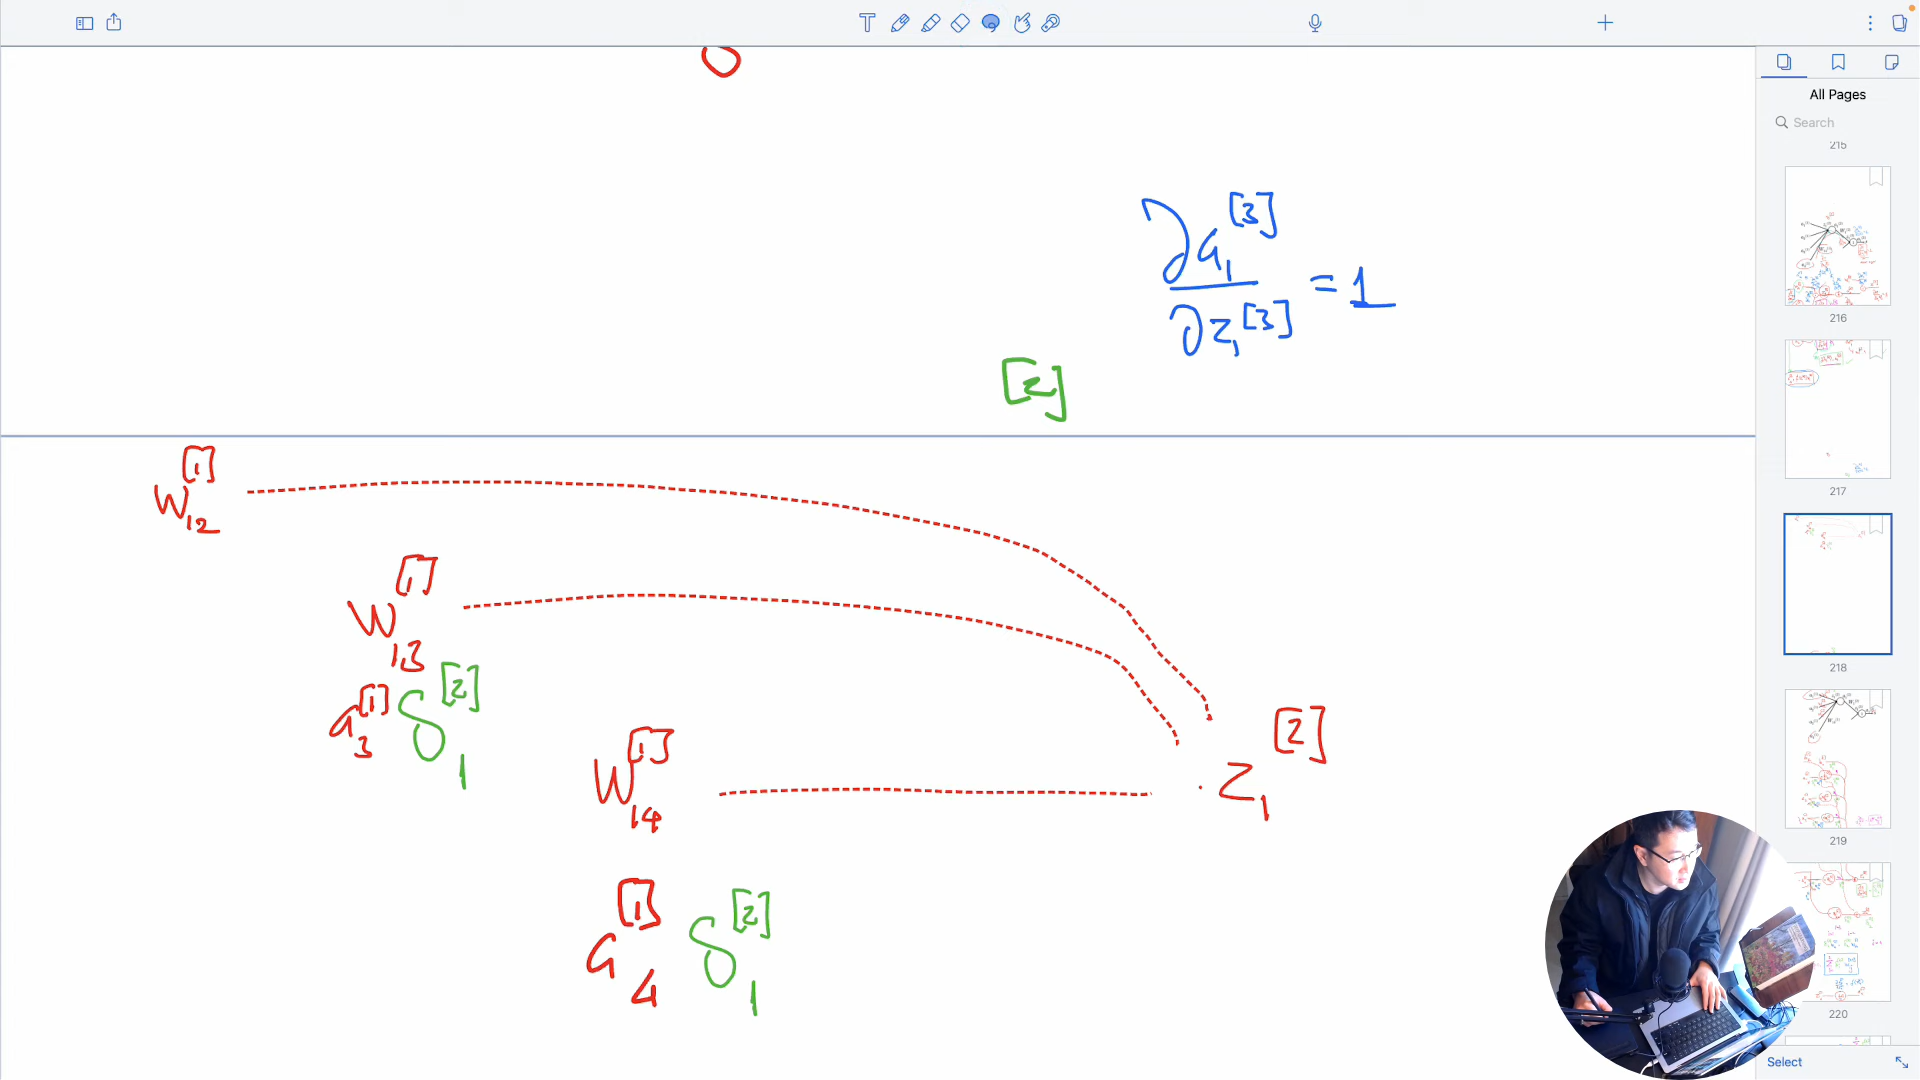 All Pages
Search
215
∂a₁^[3] / ∂z₁^[3] = 1
[2]
216
w₁₂^[1]
217
w₁₃^[1]
a₃^[1] δ₁^[2]
218
w₁₄^[1] z₁^[2]
219
a₄^[1] δ₁^[2]
220
Select